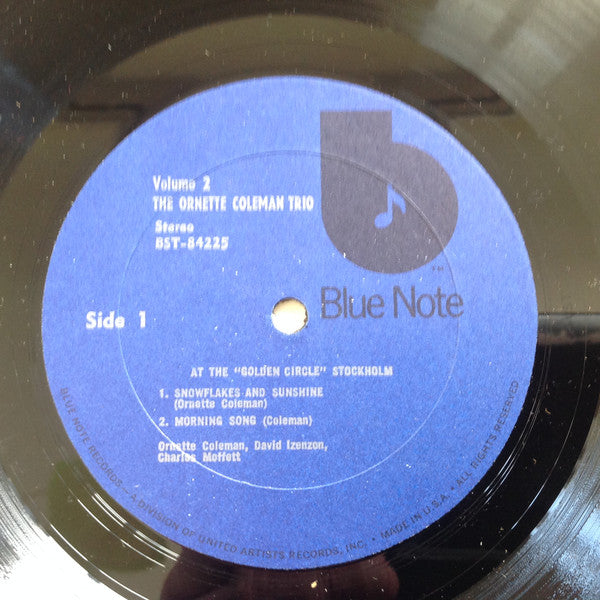 Volume 2
THE ORNETTE COLEMAN TRIO
Stereo
BST-84225
TM
Blue Note
Side 1
AT THE "GOLDEN CIRCLE" STOCKHOLM
1. SNOWFLAKES AND SUNSHINE
(Ornette Coleman)
2. MORNING SONG (Coleman)
Ornette Coleman, David Izenzon,
Charles Moffett
BLUE NOTE RECORDS - A DIVISION OF UNITED ARTISTS RECORDS, INC. • MADE IN U.S.A. • ALL RIGHTS RESERVED